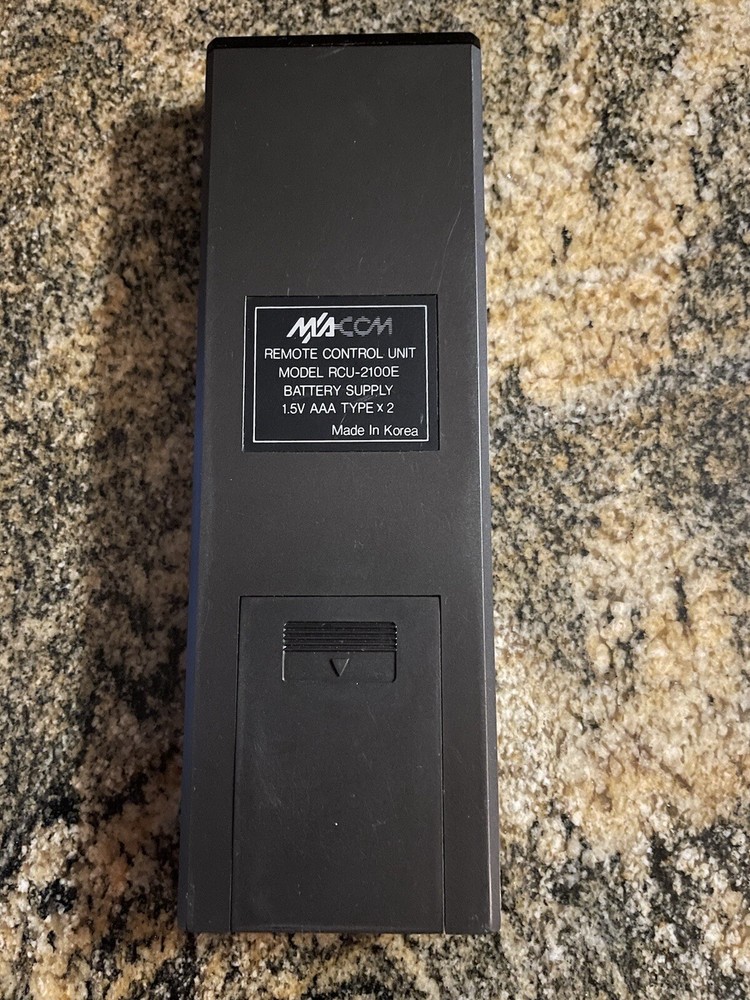 M/A-COM
REMOTE CONTROL UNIT
MODEL RCU-2100E
BATTERY SUPPLY
1.5V AAA TYPE x 2
Made In Korea